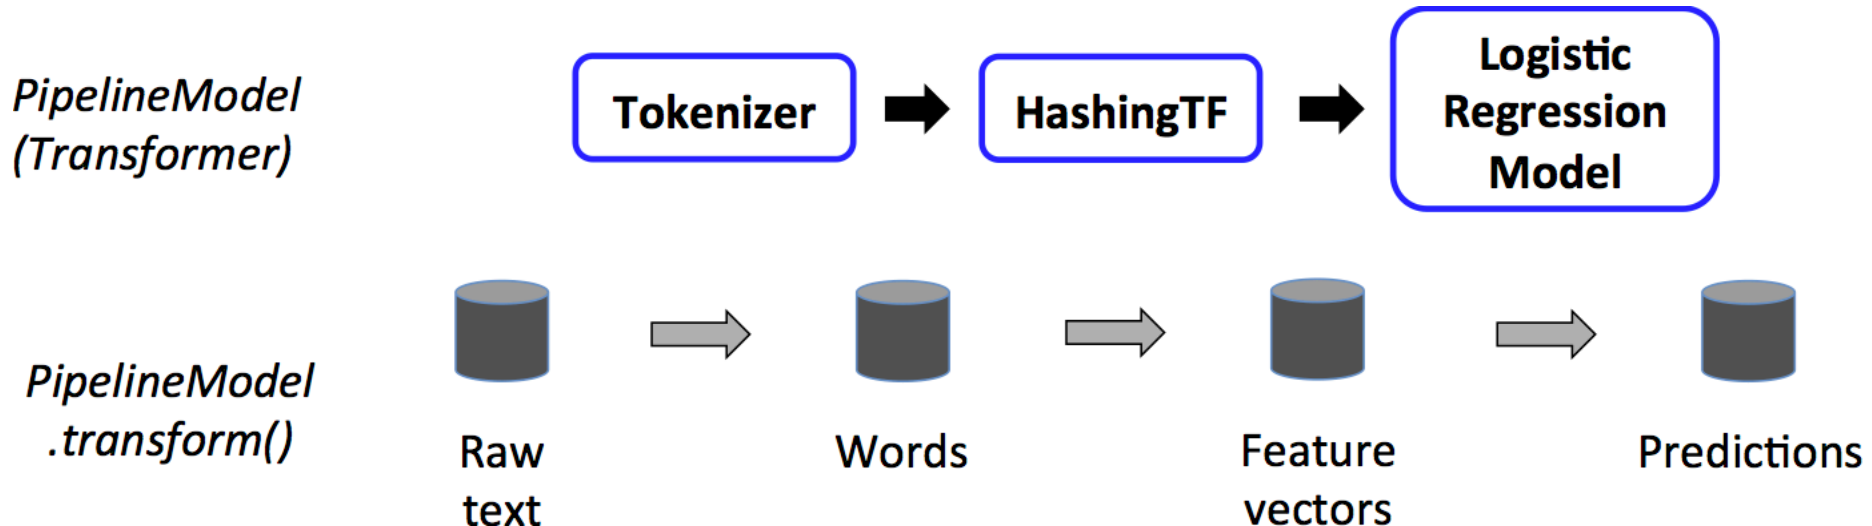 PipelineModel
(Transformer)
Tokenizer
HashingTF
Logistic
Regression
Model
PipelineModel
.transform()
Raw
text
Words
Feature
vectors
Predictions